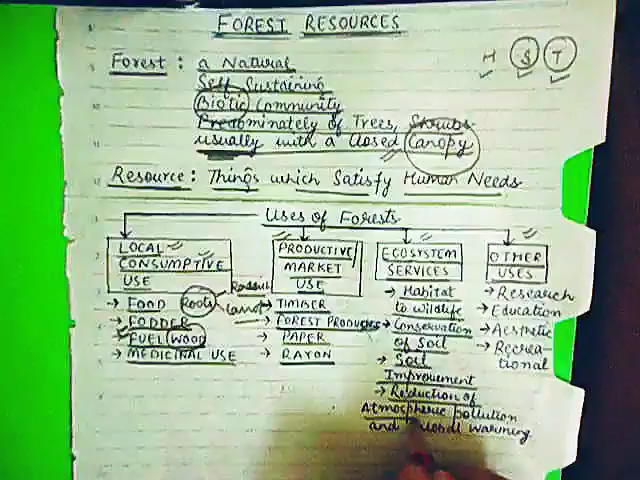 FOREST RESOURCES
H S T
Forest : a Natural
Self Sustaining
Biotic Community
Predominately of Trees, Shrubs
usually with a closed Canopy
Resource : Things which Satisfy Human Needs
Uses of Forests
LOCAL
CONSUMPTIVE
USE
→ FOOD Roots
→ FODDER
→ FUEL WOOD
→ MEDICINAL USE
PRODUCTIVE/
MARKET
USE
→ TIMBER
→ FOREST PRODUCTS
→ PAPER
→ RAYON
ECOSYSTEM
SERVICES
→ Habitat
to wildlife
→ Conservation
of Soil
→ Soil
Improvement
→ Reduction of
Atmospheric pollution
and warming
OTHER
USES
→ Research
→ Education
→ Aesthetic
→ Recrea-
tional